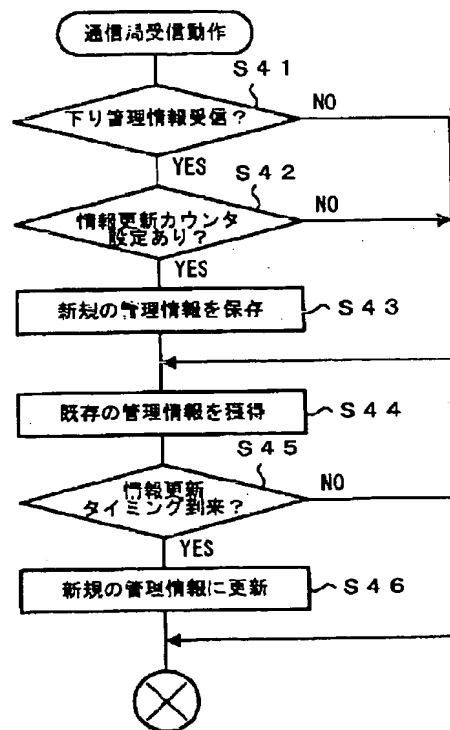 通信局受信動作
S41
下り管理情報受信?
NO
YES
S42
情報更新カウンタ
設定あり?
NO
YES
新規の管理情報を保存
S43
既存の管理情報を獲得
S44
S45
情報更新
タイミング到来?
NO
YES
新規の管理情報に更新
S46